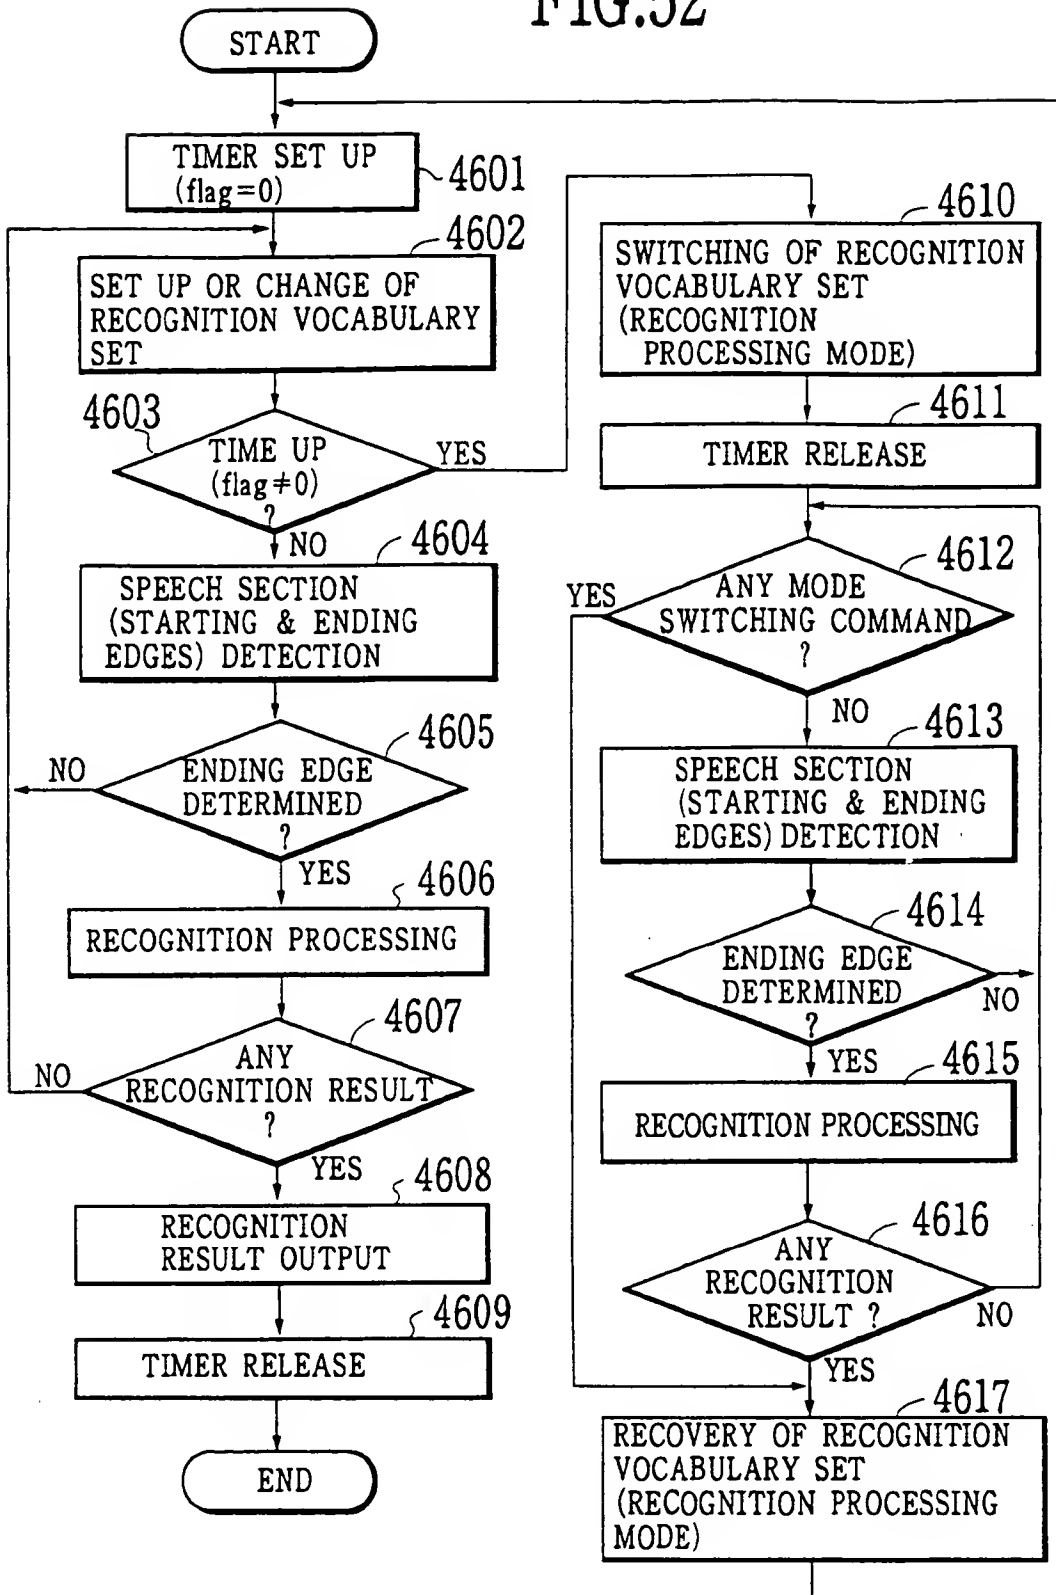 FIG.52
START
TIMER SET UP
(flag=0)
4601
4602
SET UP OR CHANGE OF
RECOGNITION VOCABULARY
SET
4603
TIME UP
(flag≠0)
?
YES
NO
4604
SPEECH SECTION
(STARTING & ENDING
EDGES) DETECTION
4605
ENDING EDGE
DETERMINED
?
NO
YES
4606
RECOGNITION PROCESSING
4607
ANY
RECOGNITION RESULT
?
NO
YES
4608
RECOGNITION
RESULT OUTPUT
4609
TIMER RELEASE
END
4610
SWITCHING OF RECOGNITION
VOCABULARY SET
(RECOGNITION
PROCESSING MODE)
4611
TIMER RELEASE
4612
YES
ANY MODE
SWITCHING COMMAND
?
NO
4613
SPEECH SECTION
(STARTING & ENDING
EDGES) DETECTION
4614
ENDING EDGE
DETERMINED
?
NO
YES
4615
RECOGNITION PROCESSING
4616
ANY
RECOGNITION
RESULT ?
NO
YES
4617
RECOVERY OF RECOGNITION
VOCABULARY SET
(RECOGNITION PROCESSING
MODE)